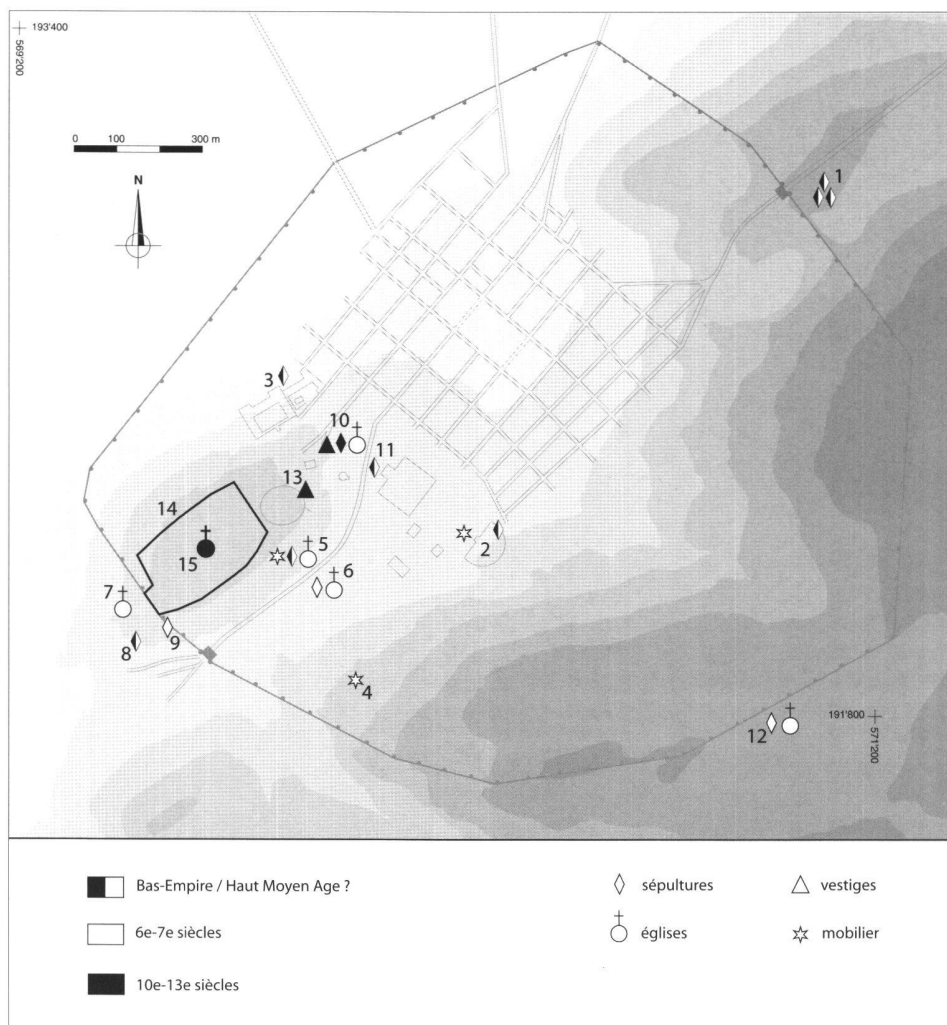 193'400
569'200
0 100 300 m
N
1
3
10
11
13
14
2
5
15
6
7
9
8
4
191'800
571'200
12
Bas-Empire / Haut Moyen Age ?
sépultures
vestiges
6e-7e siècles
églises
mobilier
10e-13e siècles